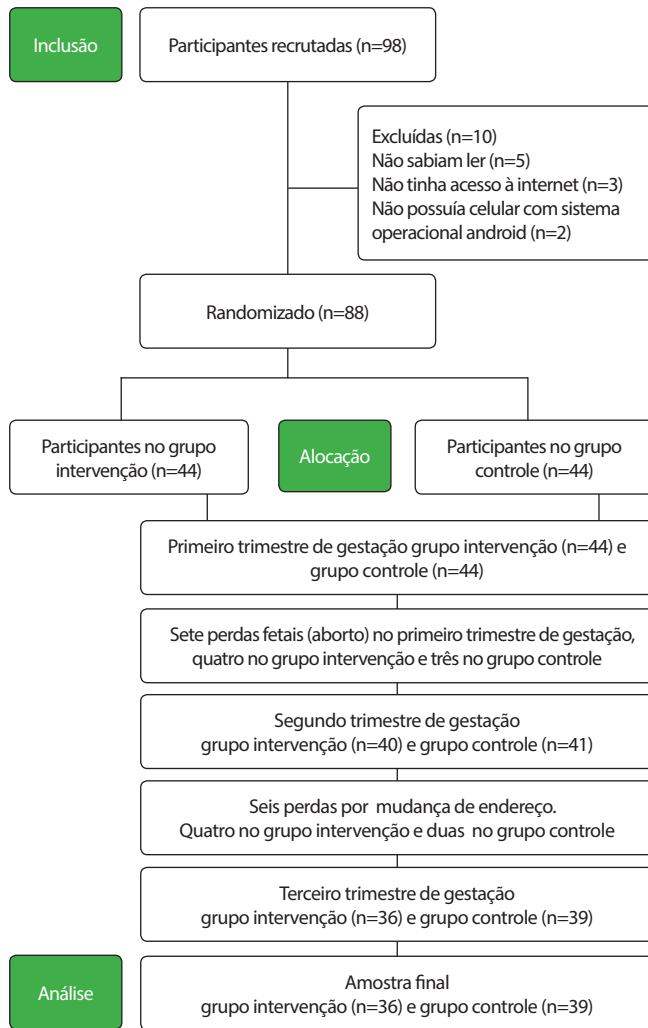 Inclusão
Participantes recrutadas (n=98)
Excluídas (n=10)
Não sabiam ler (n=5)
Não tinha acesso à internet (n=3)
Não possuía celular com sistema
operacional android (n=2)
Randomizado (n=88)
Participantes no grupo
intervenção (n=44)
Alocação
Participantes no grupo
controle (n=44)
Primeiro trimestre de gestação grupo intervenção (n=44) e
grupo controle (n=44)
Sete perdas fetais (aborto) no primeiro trimestre de gestação,
quatro no grupo intervenção e três no grupo controle
Segundo trimestre de gestação
grupo intervenção (n=40) e grupo controle (n=41)
Seis perdas por mudança de endereço.
Quatro no grupo intervenção e duas no grupo controle
Terceiro trimestre de gestação
grupo intervenção (n=36) e grupo controle (n=39)
Análise
Amostra final
grupo intervenção (n=36) e grupo controle (n=39)